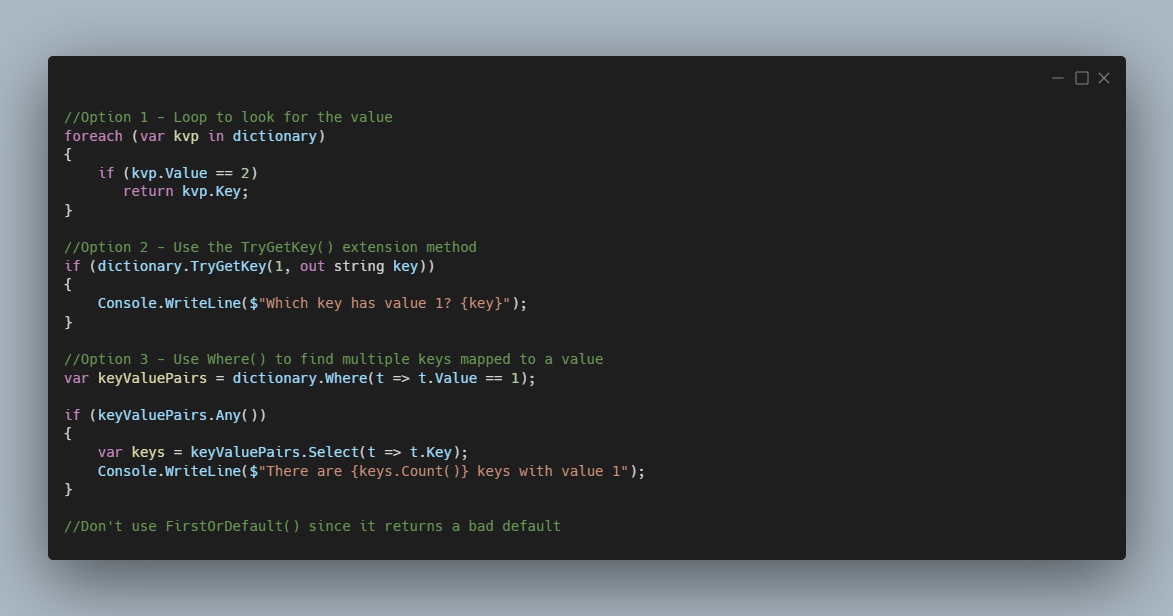 //Option 1 - Loop to look for the value
foreach (var kvp in dictionary)
{
    if (kvp.Value == 2)
       return kvp.Key;
}

//Option 2 - Use the TryGetKey() extension method
if (dictionary.TryGetKey(1, out string key))
{
    Console.WriteLine($"Which key has value 1? {key}");
}

//Option 3 - Use Where() to find multiple keys mapped to a value
var keyValuePairs = dictionary.Where(t => t.Value == 1);

if (keyValuePairs.Any())
{
    var keys = keyValuePairs.Select(t => t.Key);
    Console.WriteLine($"There are {keys.Count()} keys with value 1");
}

//Don't use FirstOrDefault() since it returns a bad default